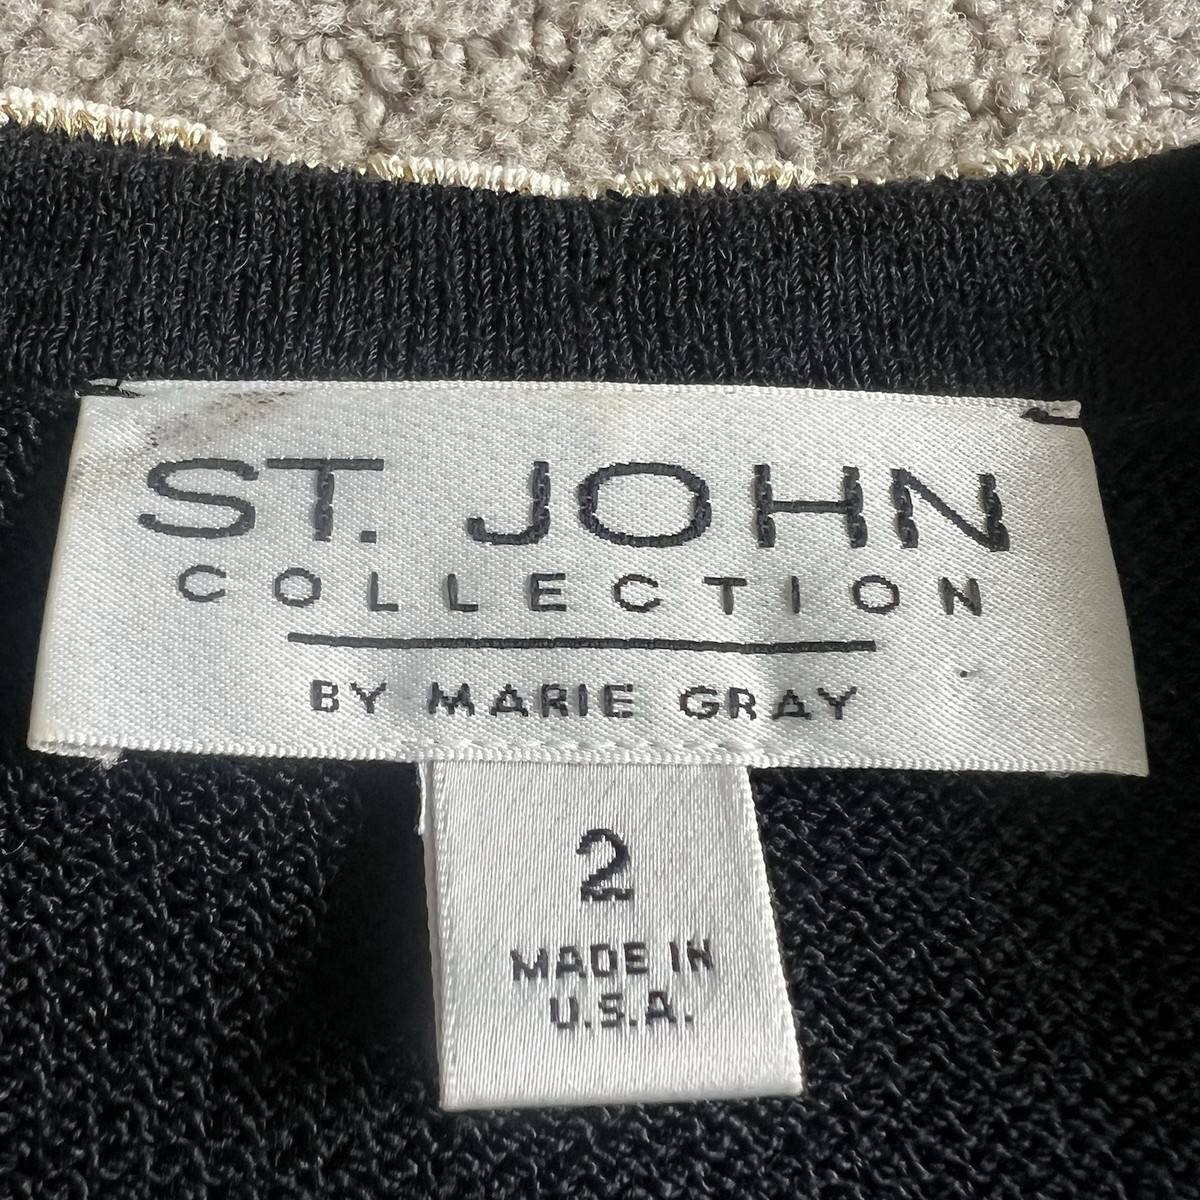 ST. JOHN
COLLECTION
BY MARIE GRAY
2
MADE IN
U.S.A.